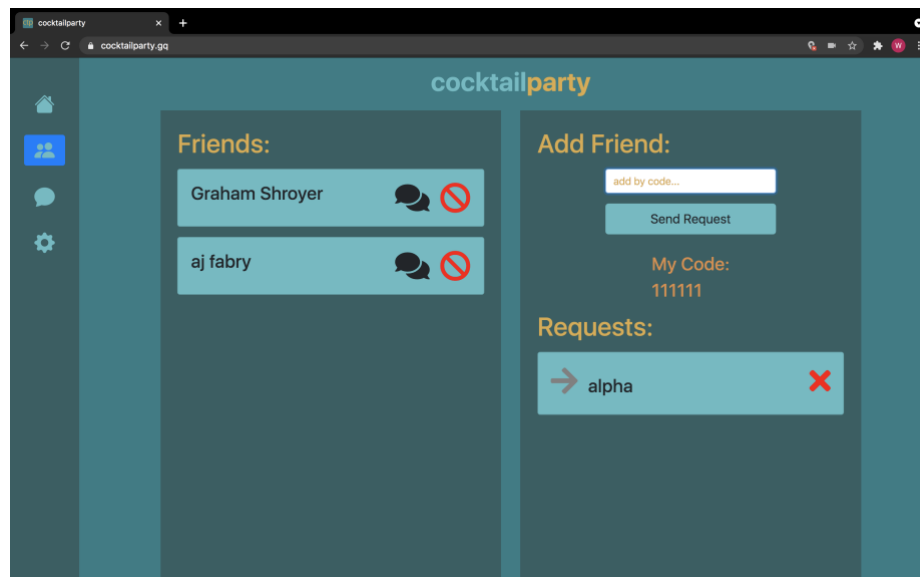 cocktailparty
cocktailparty.gq
W
cocktailparty
Friends:
Graham Shroyer
aj fabry
Add Friend:
add by code...
Send Request
My Code:
111111
Requests:
alpha